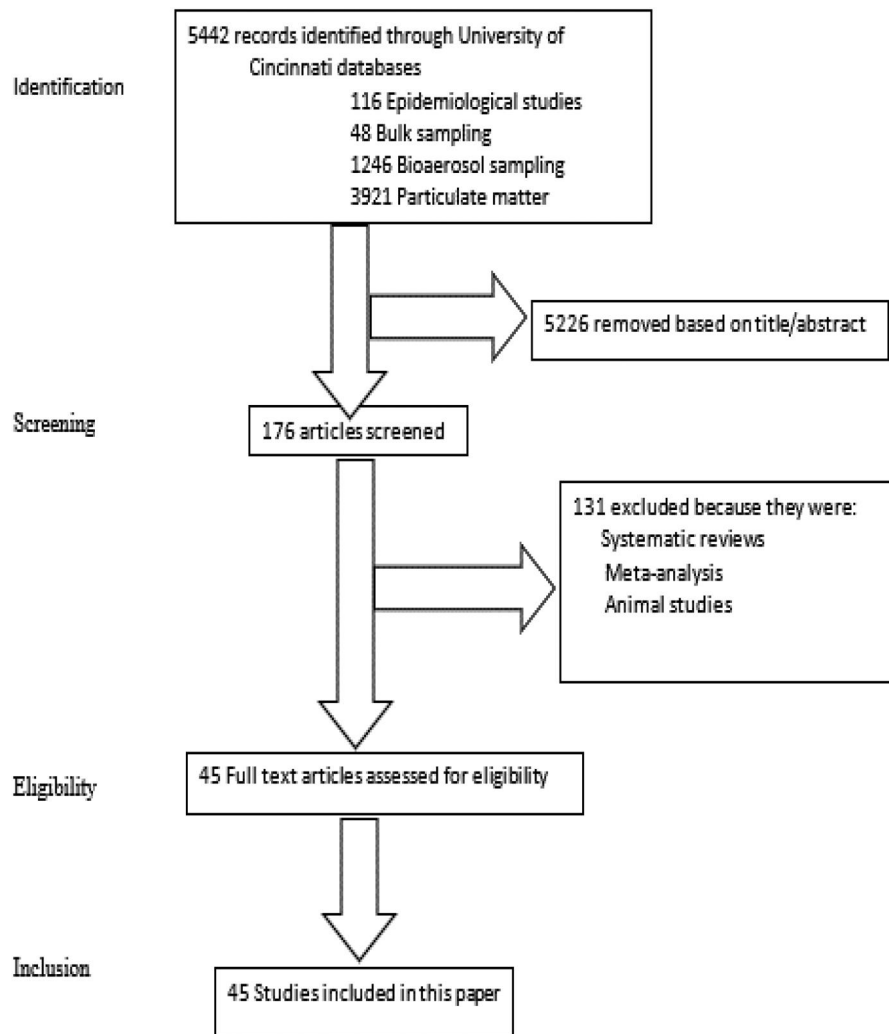 5442 records identified through University of
Cincinnati databases
Identification
116 Epidemiological studies
48 Bulk sampling
1246 Bioaerosol sampling
3921 Particulate matter
5226 removed based on title/abstract
Screening
176 articles screened
131 excluded because they were:
Systematic reviews
Meta-analysis
Animal studies
Eligibility
45 Full text articles assessed for eligibility
Inclusion
45 Studies included in this paper